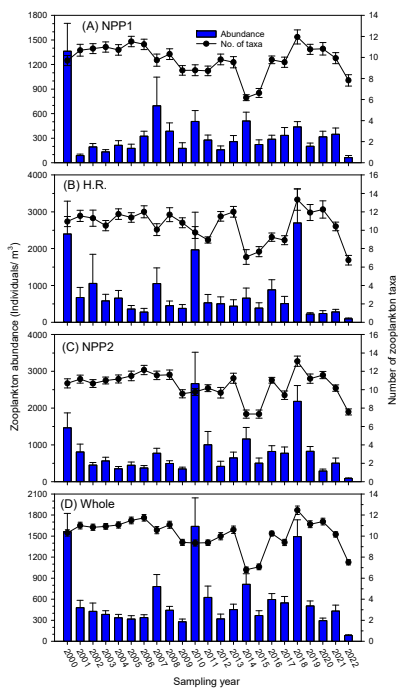 (A) NPP1
Abundance
No. of taxa
1800 1500 1200 900 600 300 0
14 12 10 8 6 4 2 0
(B) H.R.
4000 3000 2000 1000 0
16 14 12 10 8 6 4 2 0
(C) NPP2
4000 3000 2000 1000 0
16 14 12 10 8 6 4 2 0
(D) Whole
2100 1800 1500 1200 900 600 300 0
14 12 10 8 6 4 2 0
Zooplankton abundance (Individuals/ m³)
Number of zooplankton taxa
2000 2001 2002 2003 2004 2005 2006 2007 2008 2009 2010 2011 2012 2013 2014 2015 2016 2017 2018 2019 2020 2021 2022
Sampling year